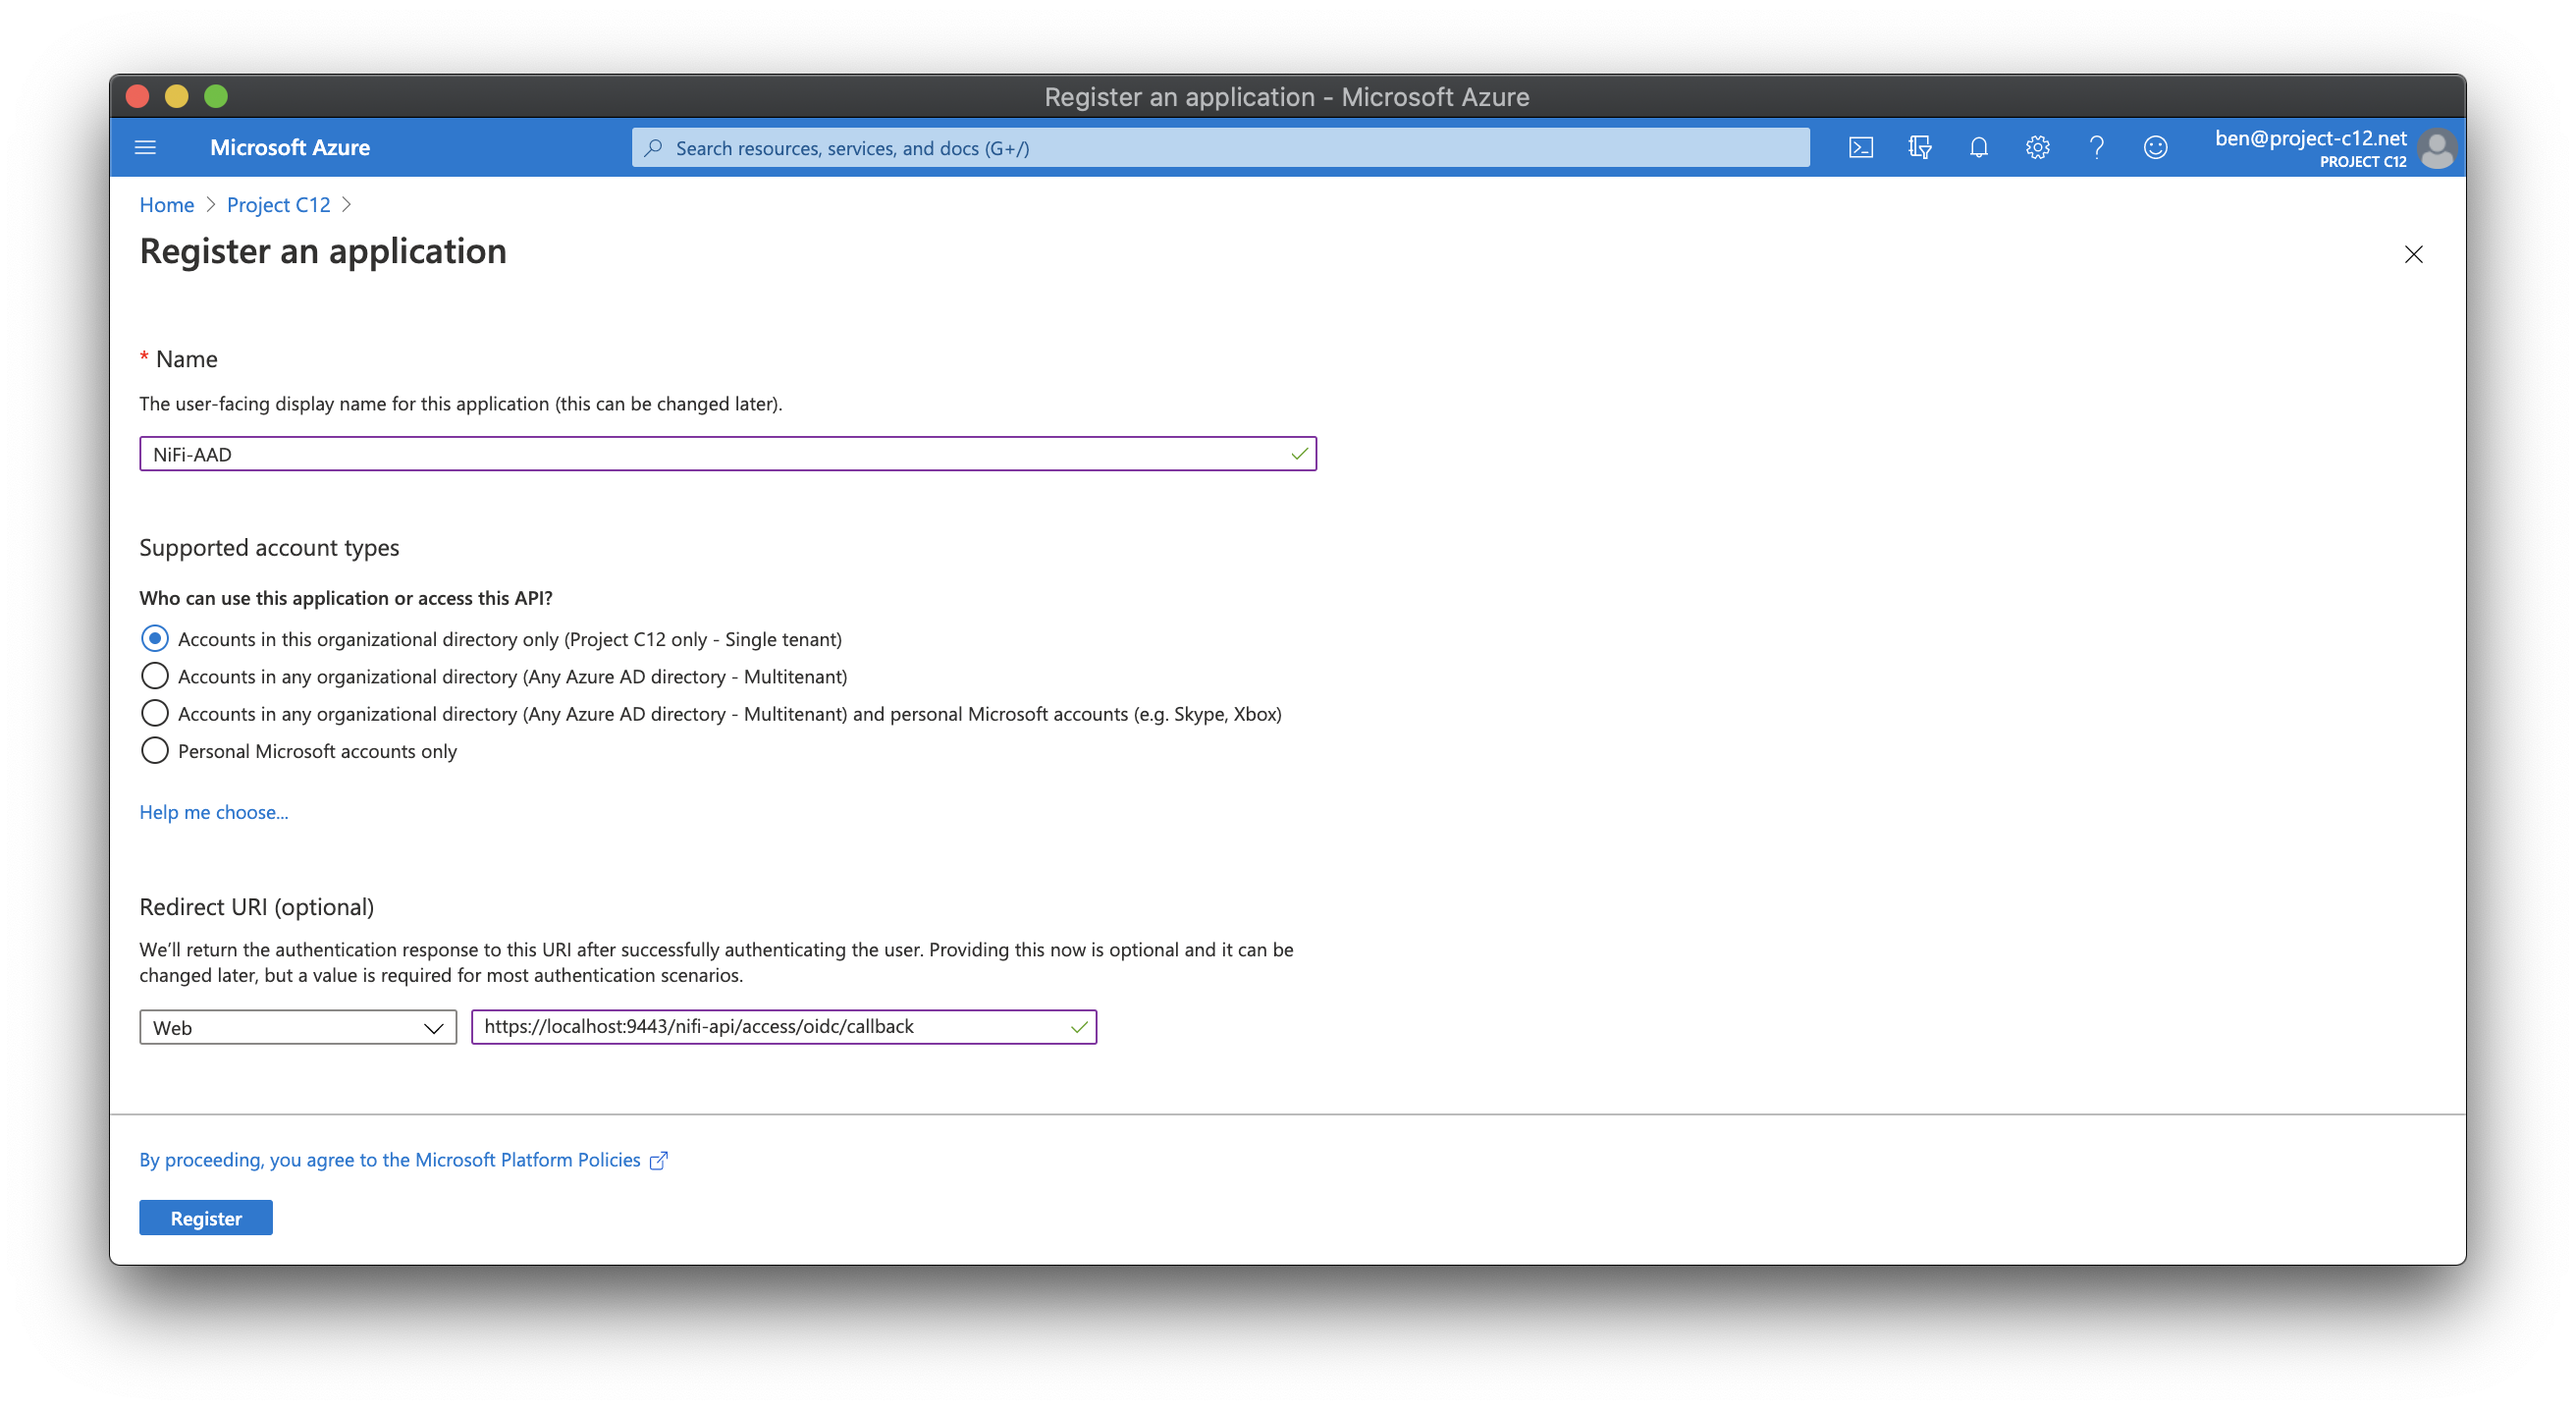 Register an application - Microsoft Azure
Microsoft Azure
Search resources, services, and docs (G+/)
ben@project-c12.net
PROJECT C12
Home > Project C12 >
Register an application
* Name
The user-facing display name for this application (this can be changed later).
NiFi-AAD
Supported account types
Who can use this application or access this API?
Accounts in this organizational directory only (Project C12 only - Single tenant)
Accounts in any organizational directory (Any Azure AD directory - Multitenant)
Accounts in any organizational directory (Any Azure AD directory - Multitenant) and personal Microsoft accounts (e.g. Skype, Xbox)
Personal Microsoft accounts only
Help me choose...
Redirect URI (optional)
We'll return the authentication response to this URI after successfully authenticating the user. Providing this now is optional and it can be
changed later, but a value is required for most authentication scenarios.
Web
https://localhost:9443/nifi-api/access/oidc/callback
By proceeding, you agree to the Microsoft Platform Policies
Register